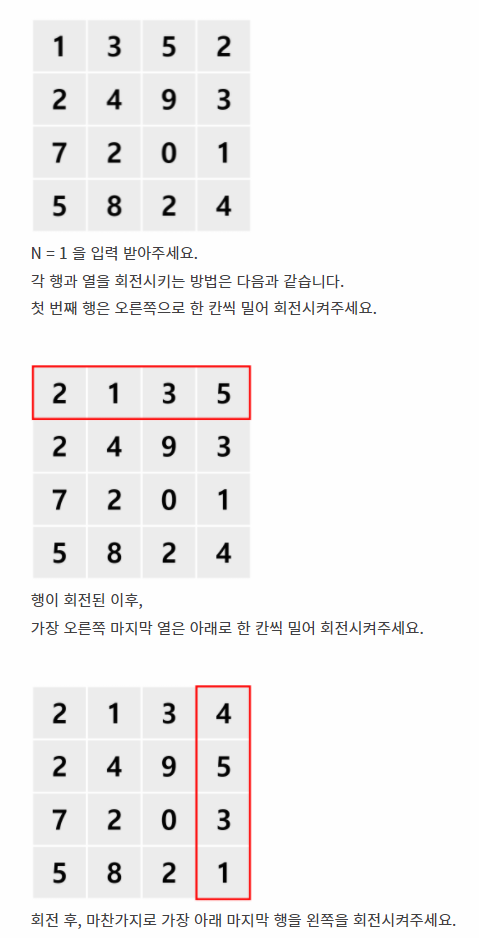 1 3 5 2
2 4 9 3
7 2 0 1
5 8 2 4
N = 1 을 입력 받아주세요.
각 행과 열을 회전시키는 방법은 다음과 같습니다.
첫 번째 행은 오른쪽으로 한 칸씩 밀어 회전시켜주세요.
2 1 3 5
2 4 9 3
7 2 0 1
5 8 2 4
행이 회전된 이후,
가장 오른쪽 마지막 열은 아래로 한 칸씩 밀어 회전시켜주세요.
2 1 3 4
2 4 9 5
7 2 0 3
5 8 2 1
회전 후, 마찬가지로 가장 아래 마지막 행을 왼쪽을 회전시켜주세요.